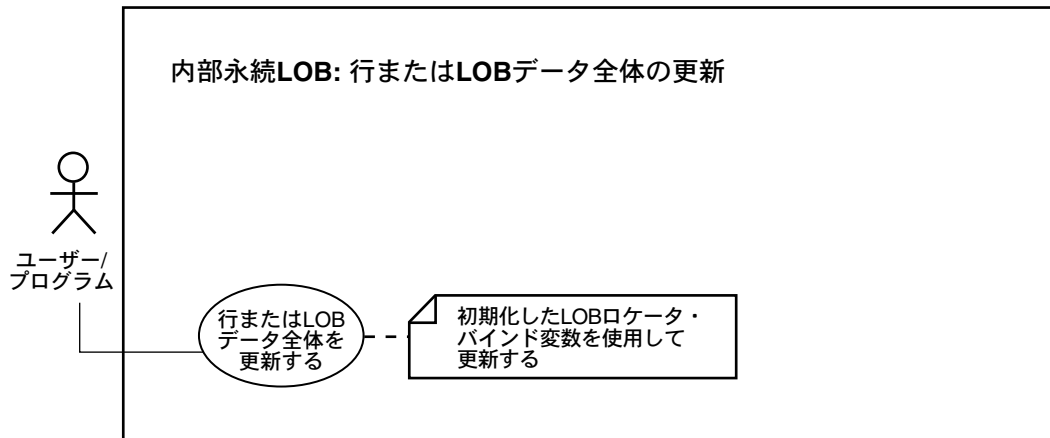 内部永続LOB: 行またはLOBデータ全体の更新
ユーザー/
プログラム
行またはLOB
データ全体を
更新する
初期化したLOBロケータ・
バインド変数を使用して
更新する